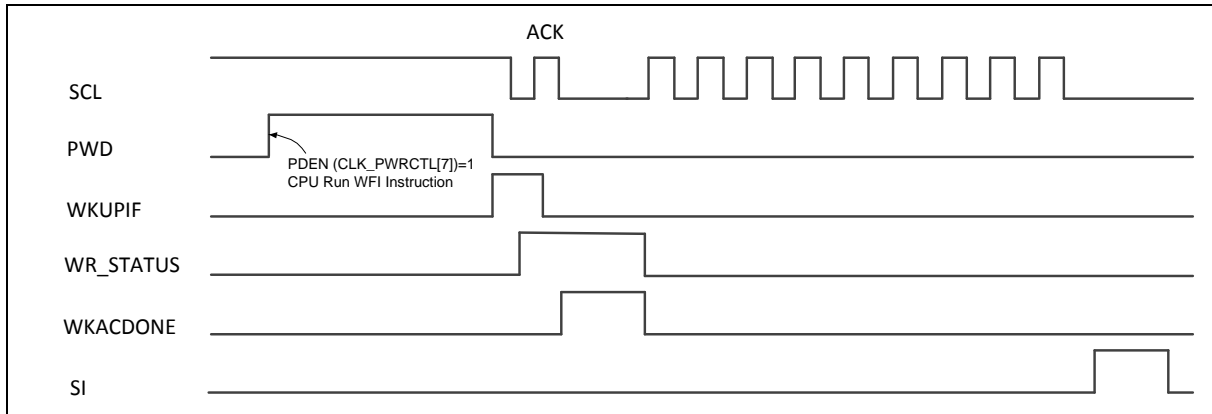 ACK
SCL
PWD
PDEN (CLK_PWRCTL[7])=1
CPU Run WFI Instruction
WKUPIF
WR_STATUS
WKACDONE
SI